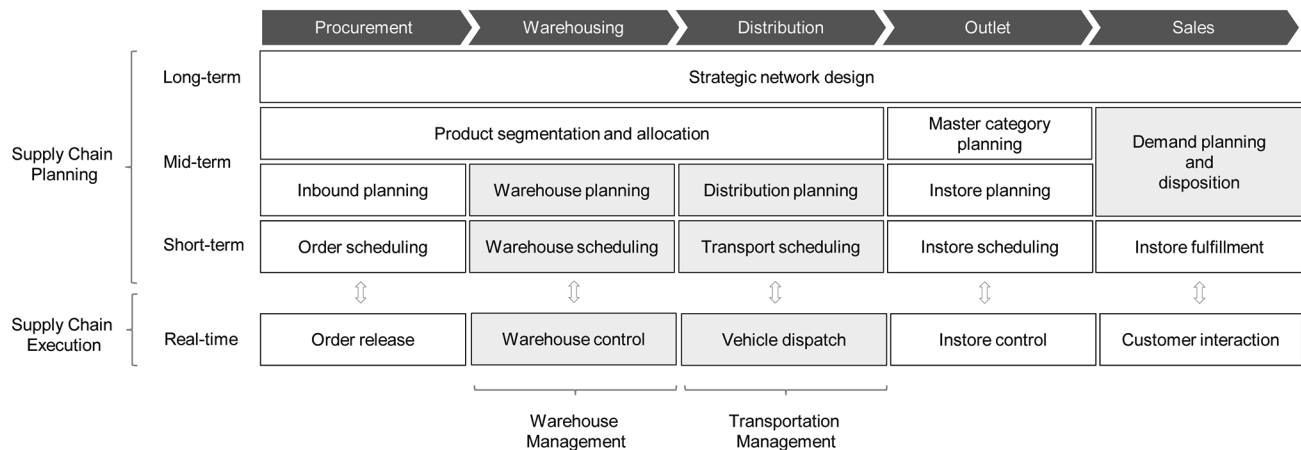 Procurement
Warehousing
Distribution
Outlet
Sales
Supply Chain
Planning
Long-term
Strategic network design
Mid-term
Product segmentation and allocation
Master category
planning
Demand planning
and
disposition
Inbound planning
Warehouse planning
Distribution planning
Instore planning
Short-term
Order scheduling
Warehouse scheduling
Transport scheduling
Instore scheduling
Instore fulfillment
Supply Chain
Execution
Real-time
Order release
Warehouse control
Vehicle dispatch
Instore control
Customer interaction
Warehouse
Management
Transportation
Management